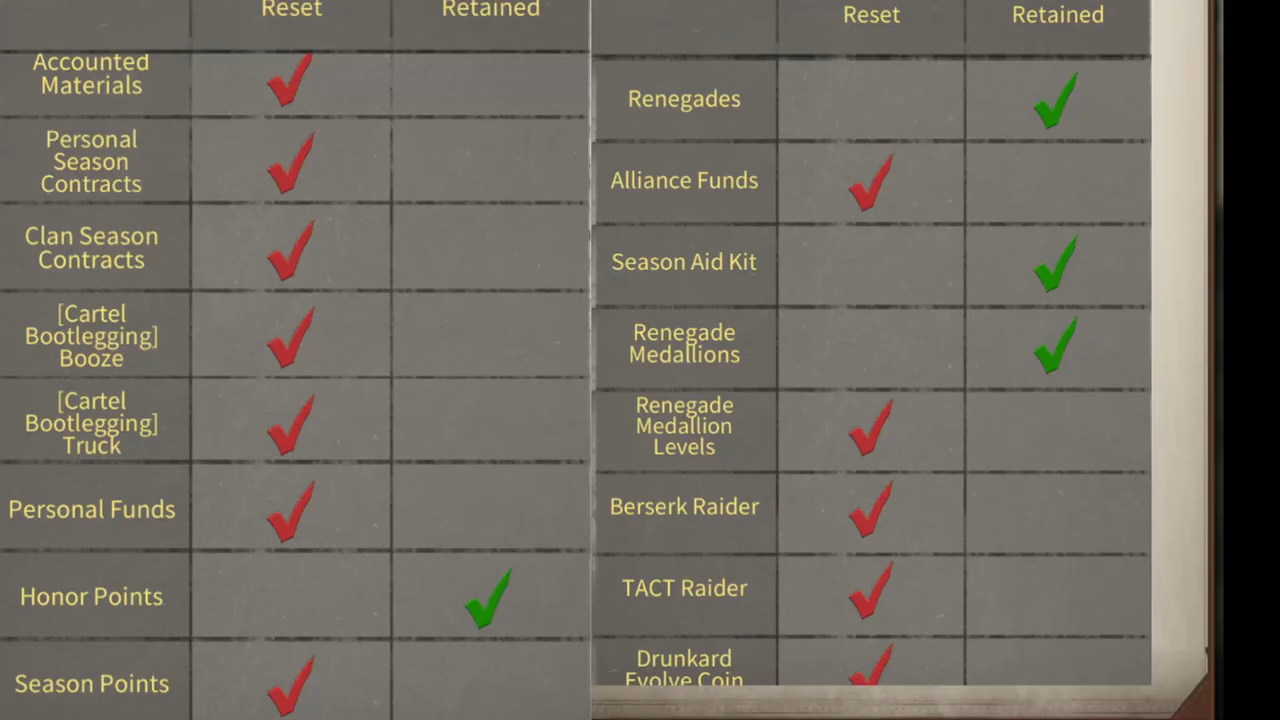 Reset Retained
Accounted
Materials
Personal
Season
Contracts
Clan Season
Contracts
[Cartel
Bootlegging]
Booze
[Cartel
Bootlegging]
Truck
Personal Funds
Honor Points
Season Points
Reset Retained
Renegades
Alliance Funds
Season Aid Kit
Renegade
Medallions
Renegade
Medallion
Levels
Berserk Raider
TACT Raider
Drunkard
Evolve Coin